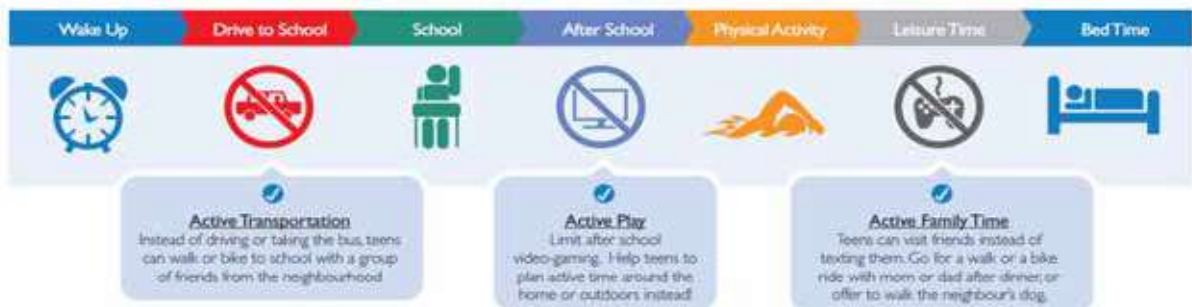 Wake Up Drive to School School After School Physical Activity Leisure Time Bed Time
Active Transportation
Instead of driving or taking the bus, teens
can walk or bike to school with a group
of friends from the neighbourhood
Active Play
Limit after school
video-gaming. Help teens to
plan active time around the
home or outdoors instead!
Active Family Time
Teens can visit friends instead of
texting them. Go for a walk or a bike
ride with mom or dad after dinner, or
offer to walk the neighbour's dog.